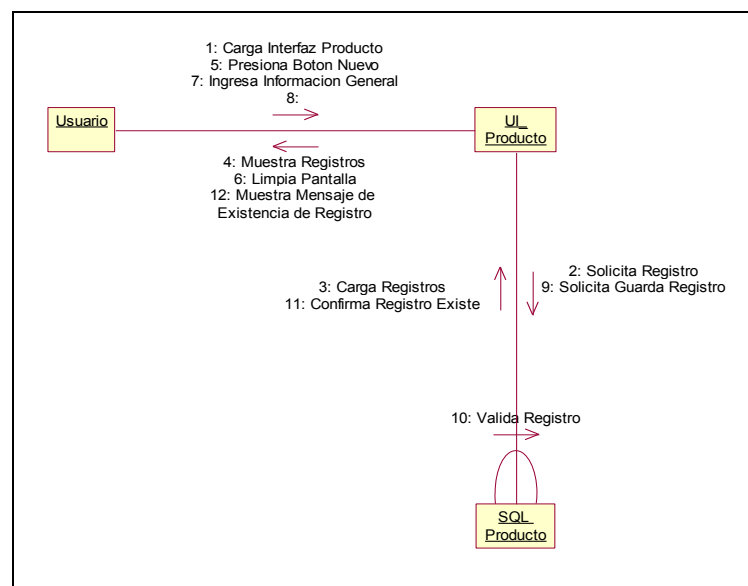 1: Carga Interfaz Producto
5: Presiona Boton Nuevo
7: Ingresa Informacion General
8:
Usuario
UI_
Producto
4: Muestra Registros
6: Limpia Pantalla
12: Muestra Mensaje de
Existencia de Registro
2: Solicita Registro
9: Solicita Guarda Registro
3: Carga Registros
11: Confirma Registro Existe
10: Valida Registro
SQL_
Producto